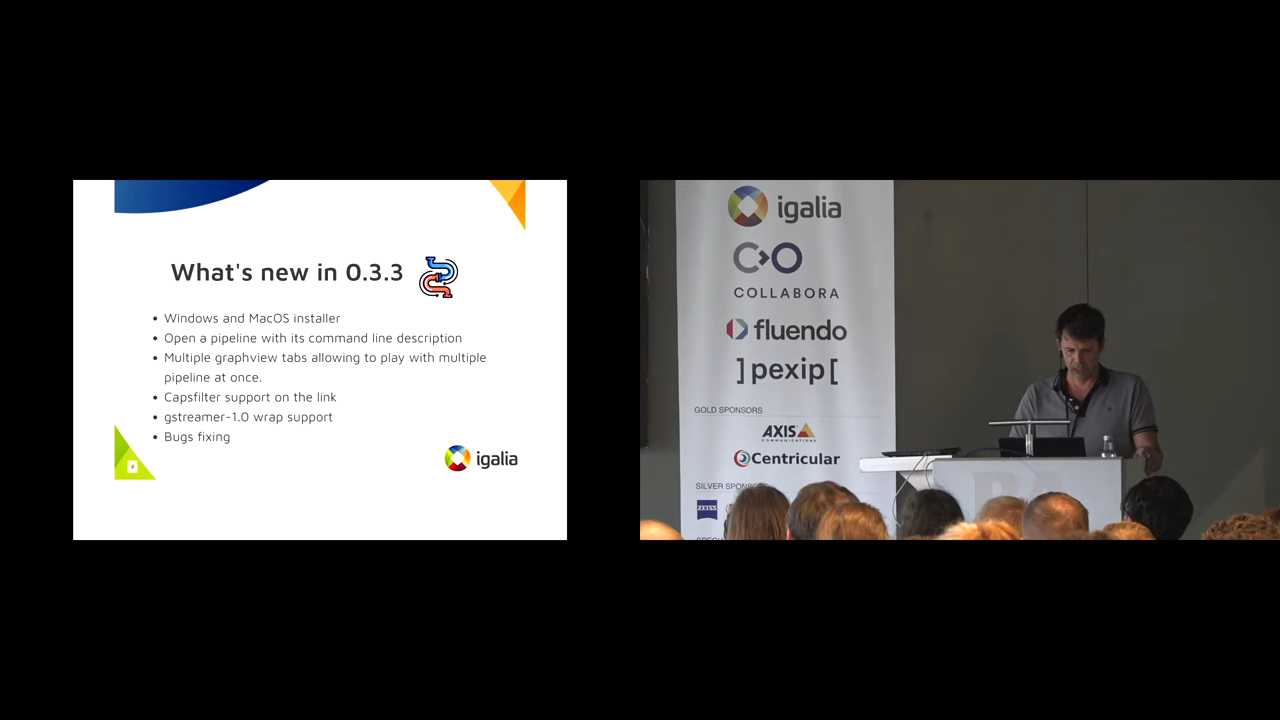 What's new in 0.3.3
Windows and MacOS installer
Open a pipeline with its command line description
Multiple graphview tabs allowing to play with multiple
pipeline at once.
Capsfilter support on the link
gstreamer-1.0 wrap support
Bugs fixing
4
igalia
igalia
COLLABORA
fluendo
]pexip[
GOLD SPONSORS
AXIS
COMMUNICATIONS
Centricular
SILVER SPONSORS
ZEISS